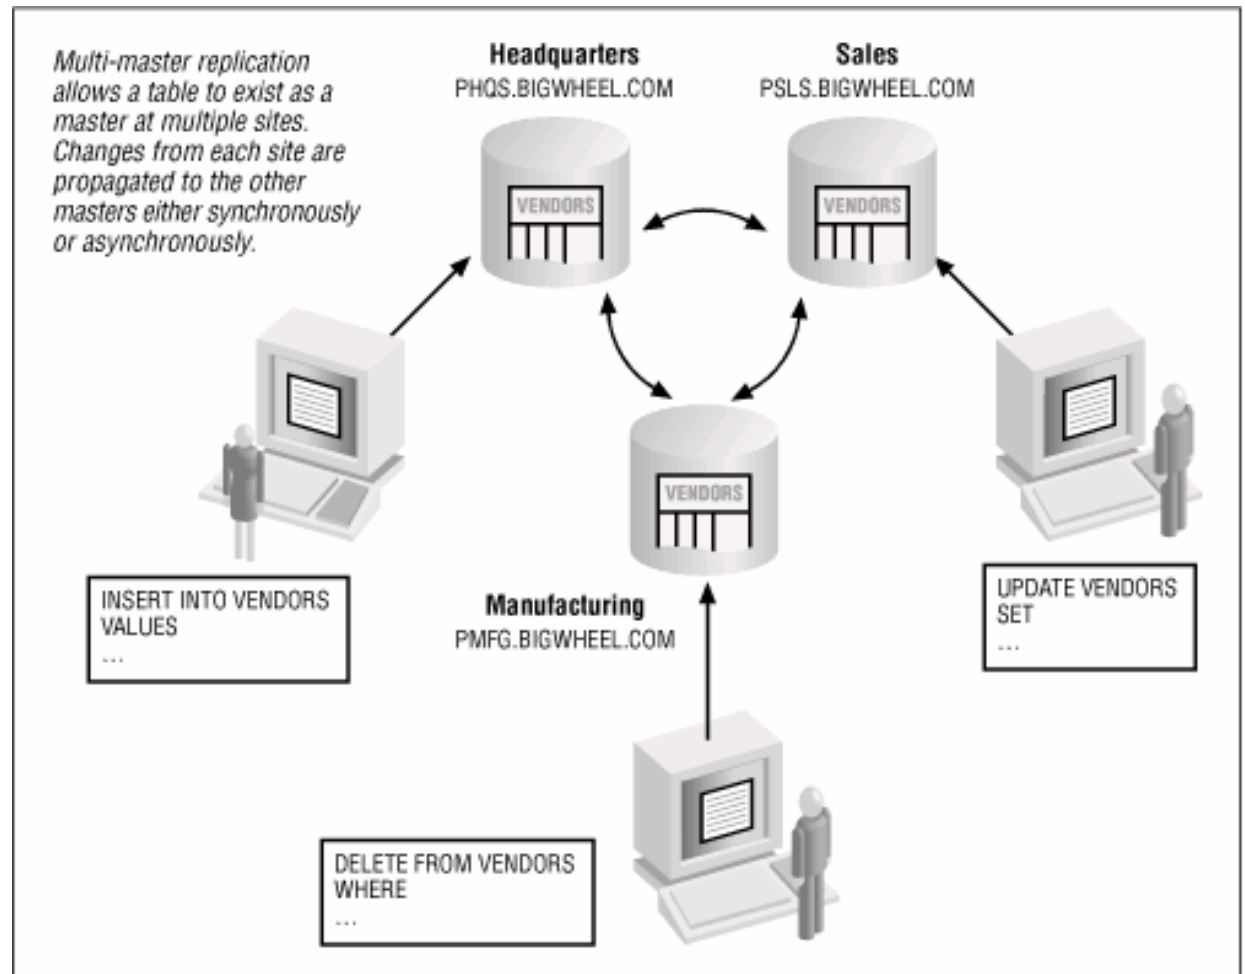 Multi-master replication
allows a table to exist as a
master at multiple sites.
Changes from each site are
propagated to the other
masters either synchronously
or asynchronously.
Headquarters
PHQS.BIGWHEEL.COM
Sales
PSLS.BIGWHEEL.COM
VENDORS
VENDORS
VENDORS
Manufacturing
PMFG.BIGWHEEL.COM
INSERT INTO VENDORS
VALUES
...
UPDATE VENDORS
SET
...
DELETE FROM VENDORS
WHERE
...